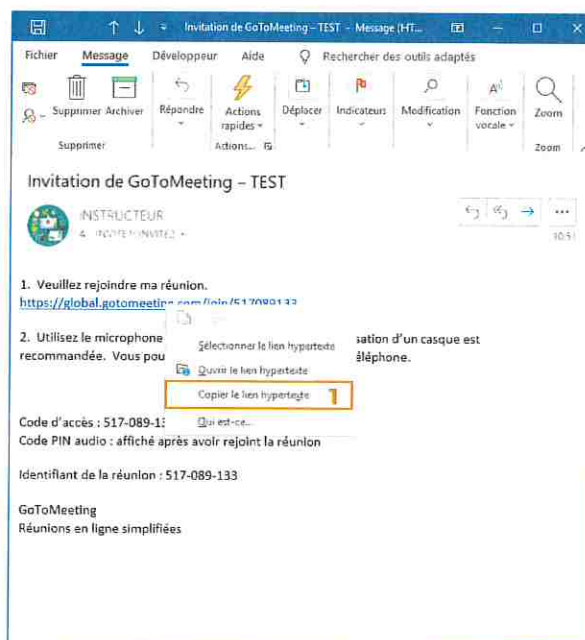 Invitation de GoToMeeting – TEST - Message (HT...
Fichier Message Développeur Aide Rechercher des outils adaptés
Supprimer Archiver Répondre Actions rapides Déplacer Indicateurs Modification Fonction vocale Zoom
Supprimer Actions... Zoom
Invitation de GoToMeeting – TEST
INSTRUCTEUR
10:51
1. Veuillez rejoindre ma réunion.
https://global.gotomeeting.com/join/517089133
2. Utilisez le microphone sation d'un casque est
recommandée. Vous pou éléphone.
Sélectionner le lien hypertexte
Ouvrir le lien hypertexte
Copier le lien hypertexte 1
Qui est-ce...
Code d'accès : 517-089-1
Code PIN audio : affiché après avoir rejoint la réunion
Identifiant de la réunion : 517-089-133
GoToMeeting
Réunions en ligne simplifiées